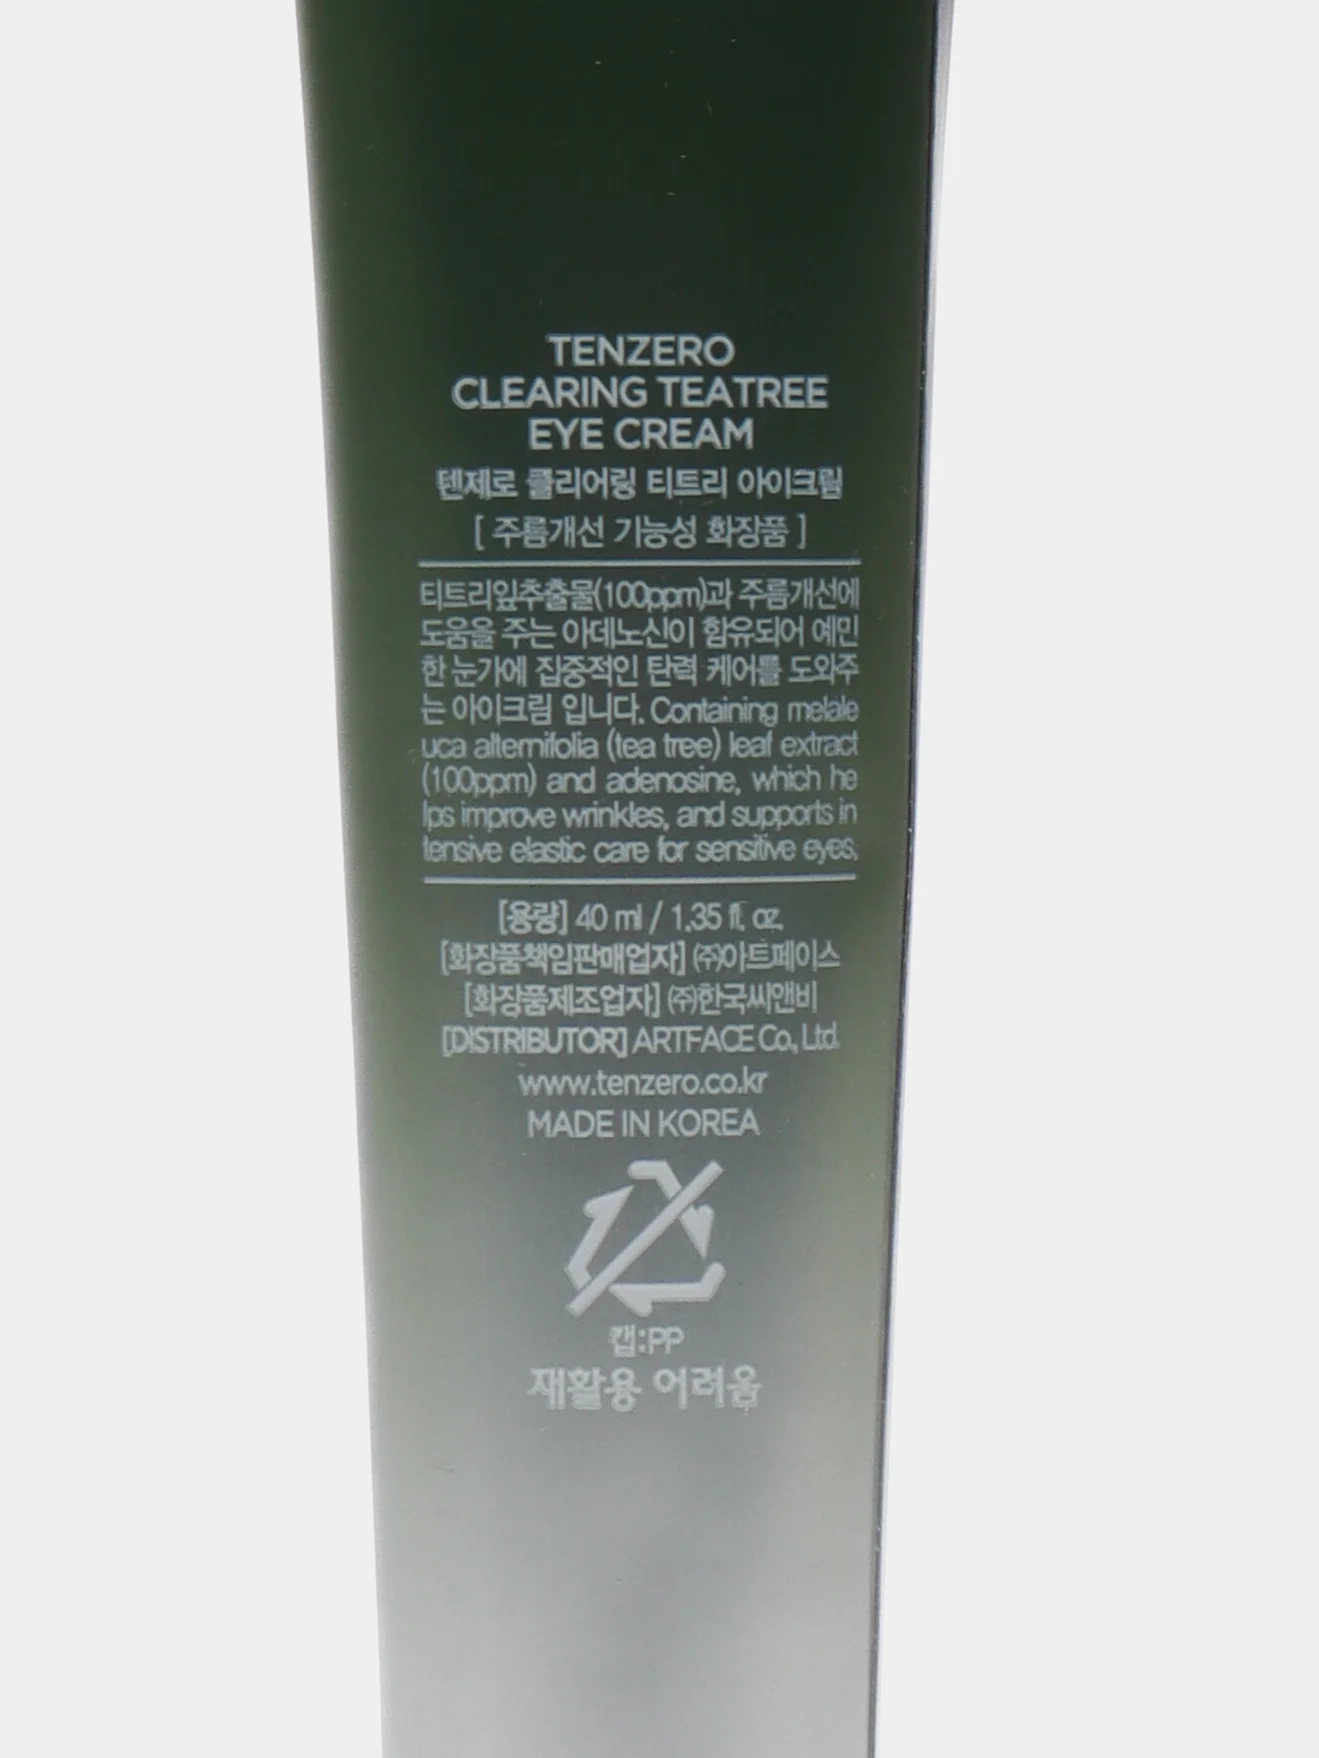 TENZERO
CLEARING TEATREE
EYE CREAM
텐제로 클리어링 티트리 아이크림
[ 주름개선 기능성 화장품 ]
티트리잎추출물(100ppm)과 주름개선에
도움을 주는 아데노신이 함유되어 예민
한 눈가에 집중적인 탄력 케어를 도와주
는 아이크림 입니다. Containing melale
uca alternifolia (tea tree) leaf extract
(100ppm) and adenosine, which he
lps improve wrinkles, and supports in
tensive elastic care for sensitive eyes.
[용량] 40 ml / 1.35 fl. oz.
[화장품책임판매업자] ㈜아트페이스
[화장품제조업자] ㈜한국씨앤비
[DISTRIBUTOR] ARTFACE Co., Ltd.
www.tenzero.co.kr
MADE IN KOREA
캡:PP
재활용 어려움